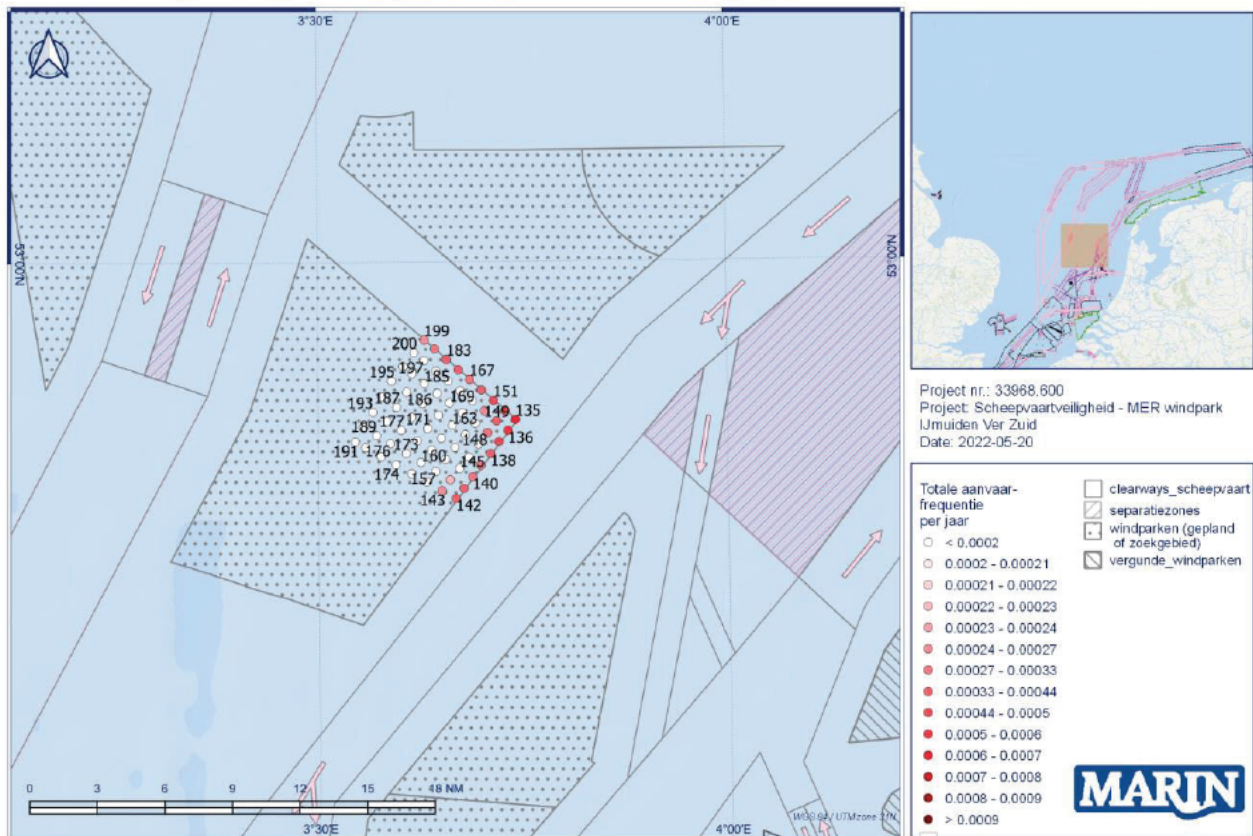 3°30'E
4°00'E
53°00'N
53°00'N
199
200
183
197
167
195
185
187
151
186
169
135
193
149
177
171
163
136
189
148
191
176
173
138
160
145
174
157
140
143
142
0 3 6 9 12 15 18 NM
3°30'E
4°00'E
WGS 84 / UTM zone 31N
Project nr.: 33968.600
Project: Scheepvaartveiligheid - MER windpark
IJmuiden Ver Zuid
Date: 2022-05-20
Totale aanvaar-
frequentie
per jaar
< 0.0002
0.0002 - 0.00021
0.00021 - 0.00022
0.00022 - 0.00023
0.00023 - 0.00024
0.00024 - 0.00027
0.00027 - 0.00033
0.00033 - 0.00044
0.00044 - 0.0005
0.0005 - 0.0006
0.0006 - 0.0007
0.0007 - 0.0008
0.0008 - 0.0009
> 0.0009
clearways_scheepvaart
separatiezones
windparken (gepland
of zoekgebied)
vergunde_windparken
MARIN